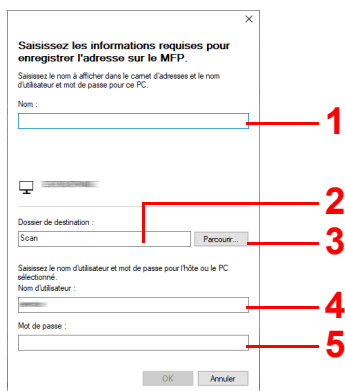 Saisissez les informations requises pour
enregistrer l'adresse sur le MFP.
Saisissez le nom à afficher dans le carnet d'adresses et le nom
d'utilisateur et mot de passe pour ce PC.
Nom :
1
2
Dossier de destination :
Scan
Parcourir...
3
Saisissez le nom d'utilisateur et mot de passe pour l'hôte ou le PC
sélectionné.
Nom d'utilisateur :
4
Mot de passe :
5
OK
Annuler